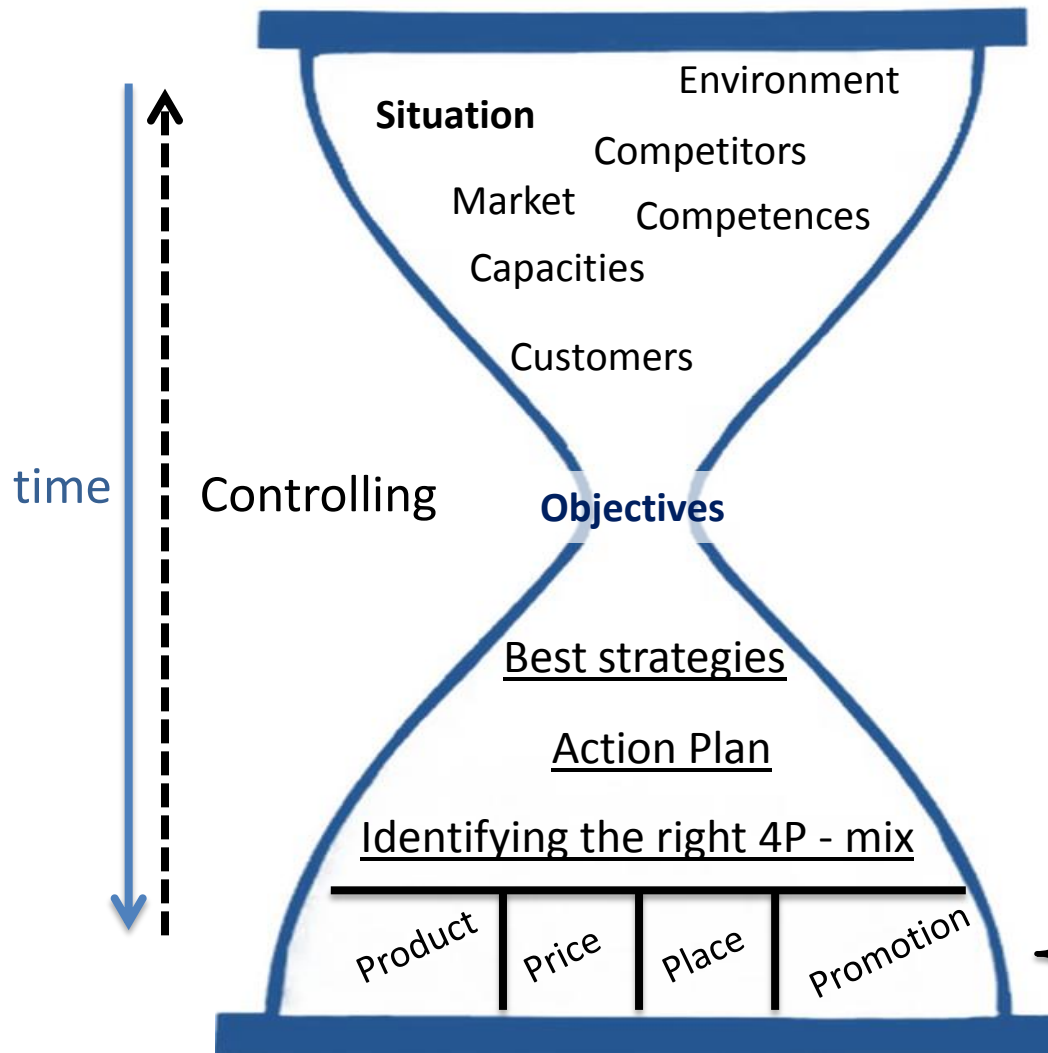 Environment
Situation
Competitors
Market
Competences
Capacities
Customers
time
Controlling
Objectives
Best strategies
Action Plan
Identifying the right 4P - mix
Product
Price
Place
Promotion